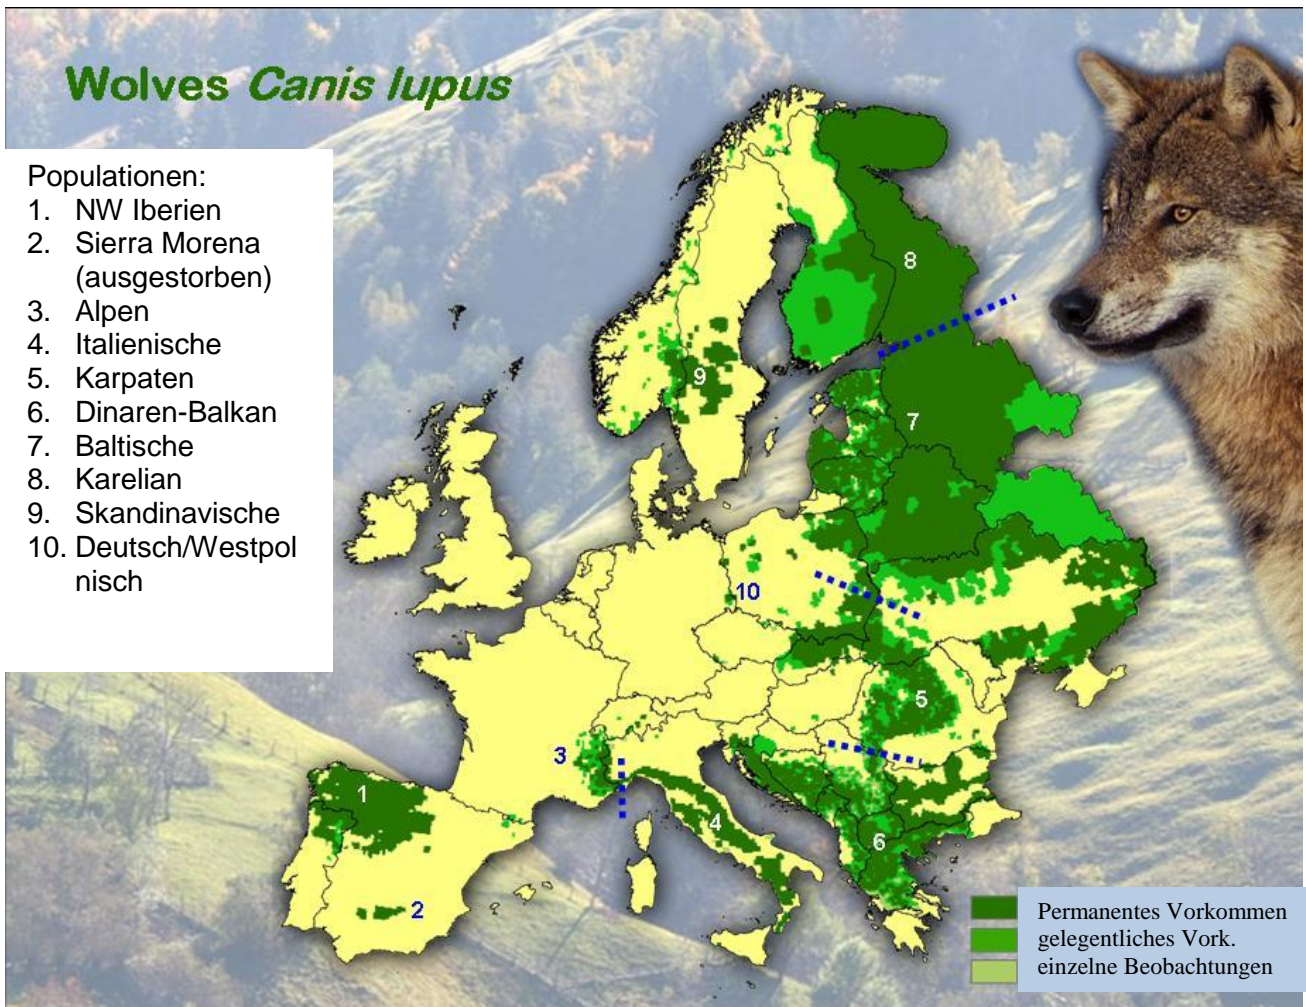 Wolves Canis lupus
Populationen:
1. NW Iberien
2. Sierra Morena
(ausgestorben)
3. Alpen
4. Italienische
5. Karpaten
6. Dinaren-Balkan
7. Baltische
8. Karelian
9. Skandinavische
10. Deutsch/Westpol
nisch
8
9
7
10
5
3
1
4
6
2
Permanentes Vorkommen
gelegentliches Vork.
einzelne Beobachtungen